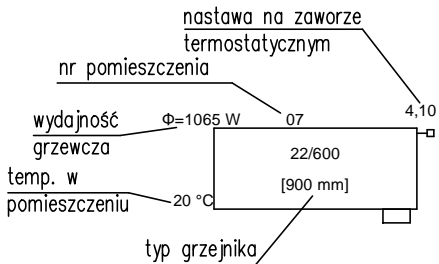 nastawa na zaworze
termostatycznym
nr pomieszczenia
4,10
wydajność
grzewcza
Φ=1065 W
07
22/600
[900 mm]
temp. w
pomieszczeniu
20 °C
typ grzejnika